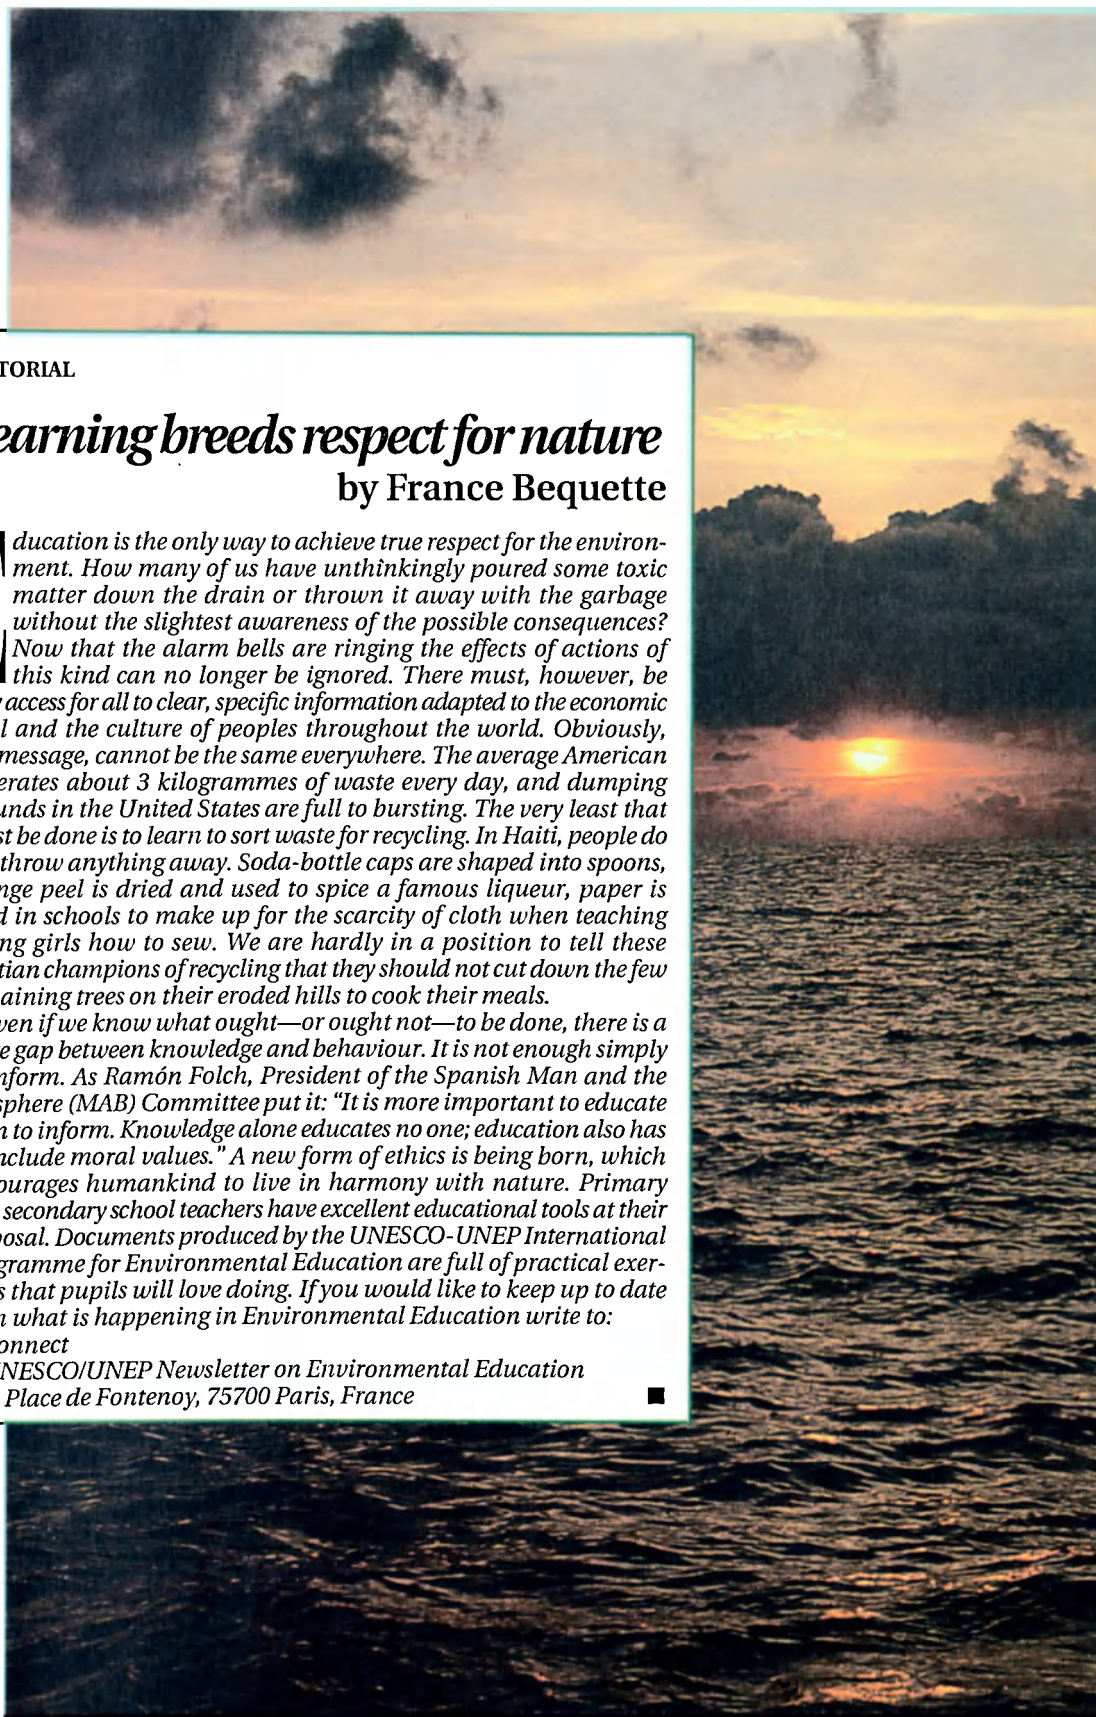 TORIAL
earning breeds respect for nature
by France Bequette
ducation is the only way to achieve true respect for the environ-
ment. How many of us have unthinkingly poured some toxic
matter down the drain or thrown it away with the garbage
without the slightest awareness of the possible consequences?
Now that the alarm bells are ringing the effects of actions of
this kind can no longer be ignored. There must, however, be
access for all to clear, specific information adapted to the economic
l and the culture of peoples throughout the world. Obviously,
message, cannot be the same everywhere. The average American
erates about 3 kilogrammes of waste every day, and dumping
unds in the United States are full to bursting. The very least that
st be done is to learn to sort waste for recycling. In Haiti, people do
throw anything away. Soda-bottle caps are shaped into spoons,
nge peel is dried and used to spice a famous liqueur, paper is
d in schools to make up for the scarcity of cloth when teaching
ng girls how to sew. We are hardly in a position to tell these
tian champions of recycling that they should not cut down the few
aining trees on their eroded hills to cook their meals.
ven if we know what ought—or ought not—to be done, there is a
e gap between knowledge and behaviour. It is not enough simply
nform. As Ramón Folch, President of the Spanish Man and the
sphere (MAB) Committee put it: “It is more important to educate
n to inform. Knowledge alone educates no one; education also has
nclude moral values.” A new form of ethics is being born, which
ourages humankind to live in harmony with nature. Primary
secondary school teachers have excellent educational tools at their
osal. Documents produced by the UNESCO-UNEP International
gramme for Environmental Education are full of practical exer-
s that pupils will love doing. If you would like to keep up to date
n what is happening in Environmental Education write to:
onnect
NESCO/UNEP Newsletter on Environmental Education
Place de Fontenoy, 75700 Paris, France